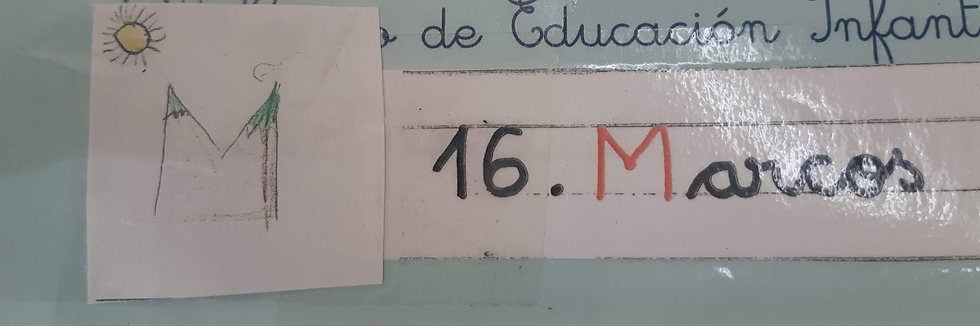 de Educación Infant
M
16. Marcos